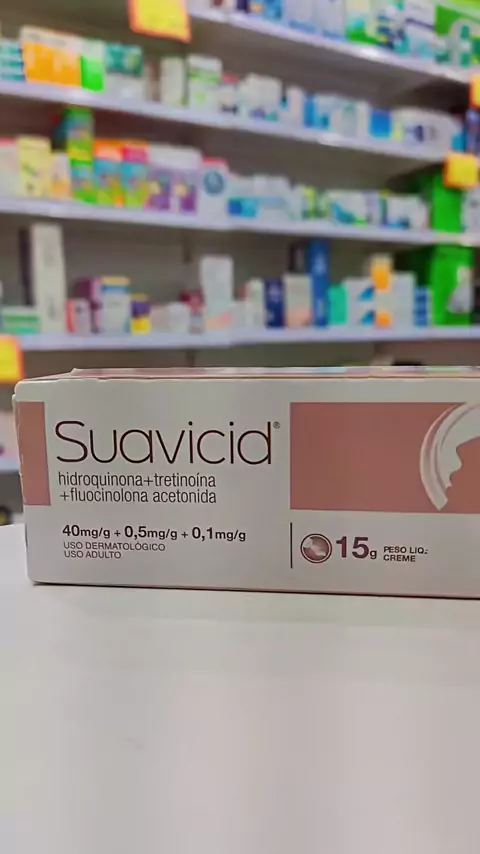 Suavicid®
hidroquinona+tretinoína
+fluocinolona acetonida
40mg/g + 0,5mg/g + 0,1mg/g
USO DERMATOLÓGICO
USO ADULTO
15g PESO LIQ.:
CREME